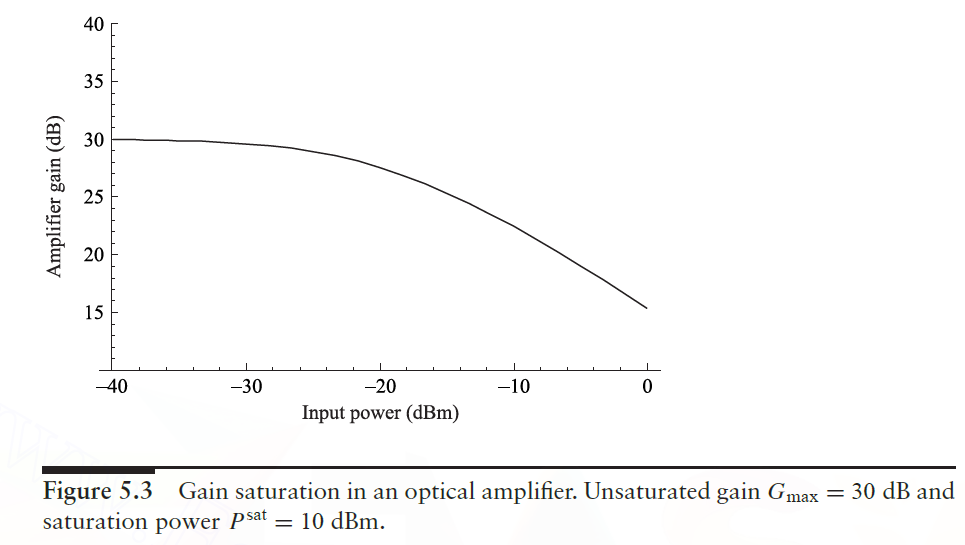 40
35
30
25
20
15
Amplifier gain (dB)
–40 –30 –20 –10 0
Input power (dBm)
Figure 5.3 Gain saturation in an optical amplifier. Unsaturated gain Gmax = 30 dB and
saturation power Psat = 10 dBm.